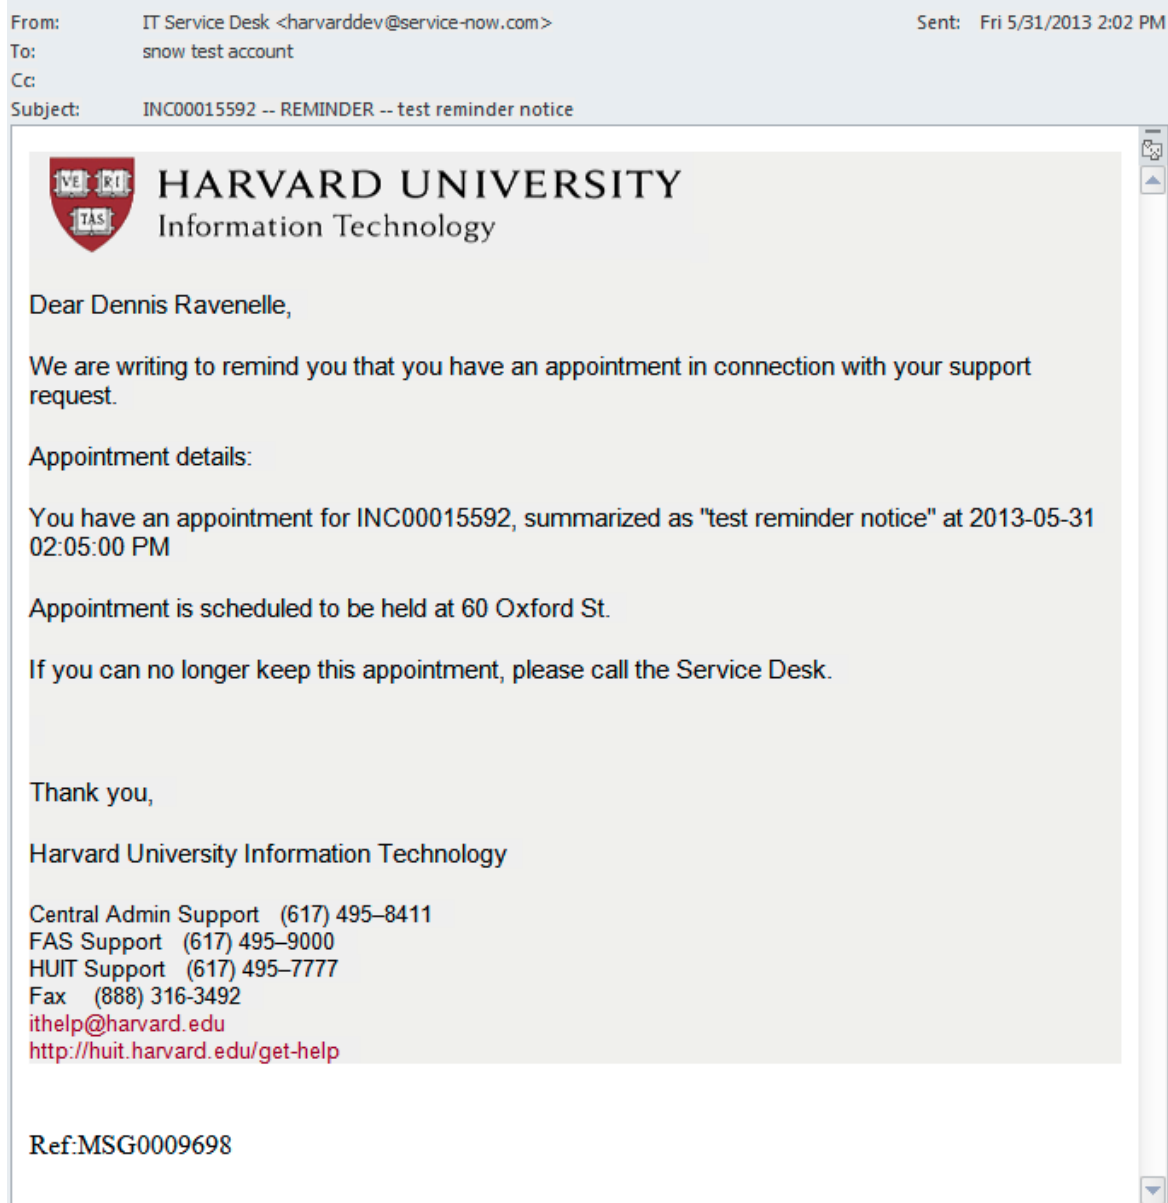 From: IT Service Desk <harvarddev@service-now.com> Sent: Fri 5/31/2013 2:02 PM
To: snow test account
Cc:
Subject: INC00015592 -- REMINDER -- test reminder notice
VE RI
TAS
HARVARD UNIVERSITY
Information Technology
Dear Dennis Ravenelle,
We are writing to remind you that you have an appointment in connection with your support
request.
Appointment details:
You have an appointment for INC00015592, summarized as "test reminder notice" at 2013-05-31
02:05:00 PM
Appointment is scheduled to be held at 60 Oxford St.
If you can no longer keep this appointment, please call the Service Desk.
Thank you,
Harvard University Information Technology
Central Admin Support (617) 495–8411
FAS Support (617) 495–9000
HUIT Support (617) 495–7777
Fax (888) 316-3492
ithelp@harvard.edu
http://huit.harvard.edu/get-help
Ref:MSG0009698